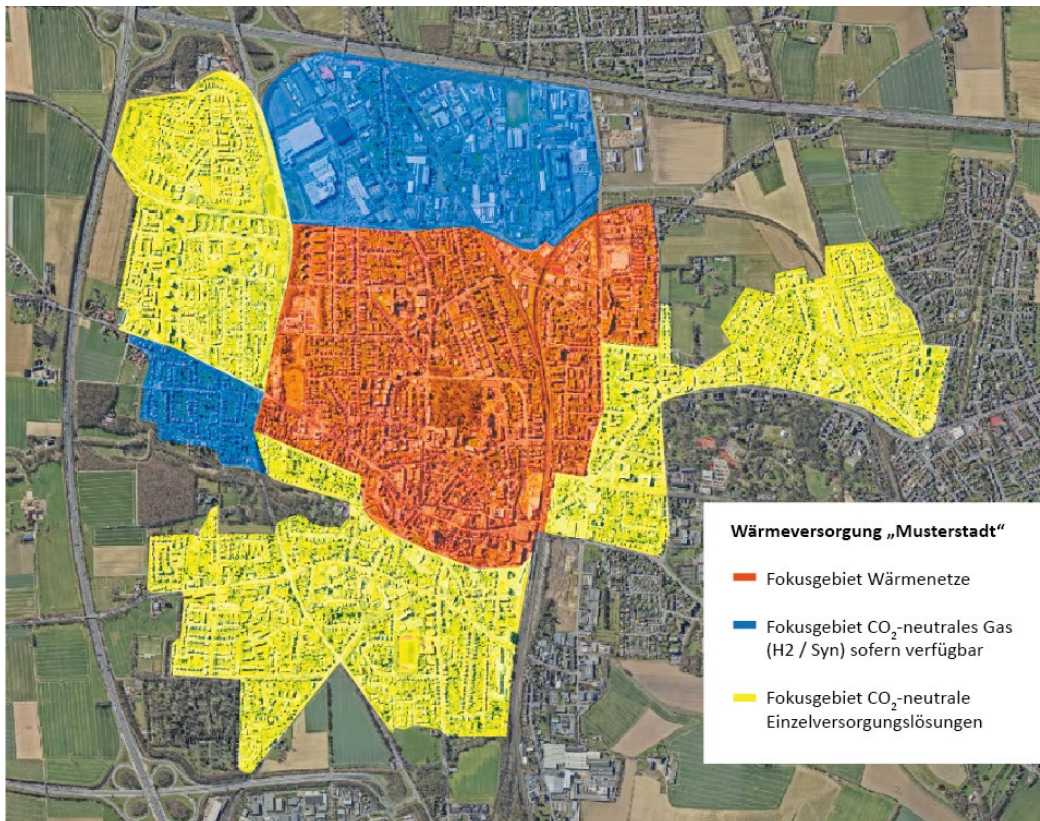 Wärmeversorgung „Musterstadt“
Fokusgebiet Wärmenetze
Fokusgebiet CO₂-neutrales Gas
(H2 / Syn) sofern verfügbar
Fokusgebiet CO₂-neutrale
Einzelversorgungslösungen